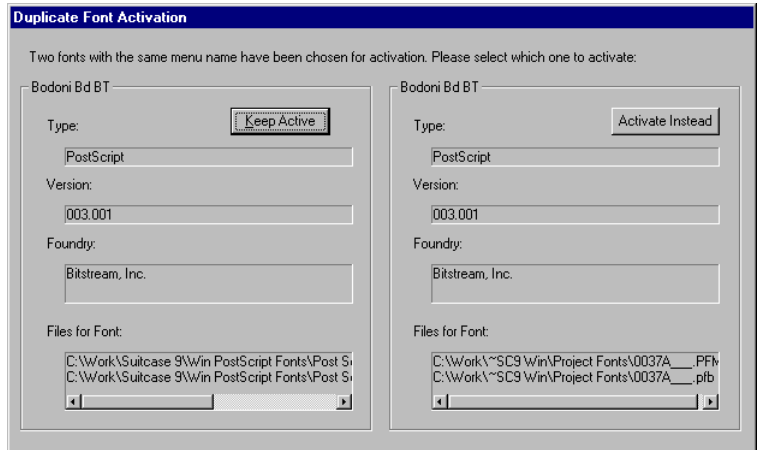 Duplicate Font Activation
Two fonts with the same menu name have been chosen for activation. Please select which one to activate:
Bodoni Bd BT
Type:
Keep Active
PostScript
Version:
003.001
Foundry:
Bitstream, Inc.
Files for Font:
C:\Work\Suitcase 9\Win PostScript Fonts\Post S
C:\Work\Suitcase 9\Win PostScript Fonts\Post S
Bodoni Bd BT
Type:
Activate Instead
PostScript
Version:
003.001
Foundry:
Bitstream, Inc.
Files for Font:
C:\Work\~SC9 Win\Project Fonts\0037A___.PFM
C:\Work\~SC9 Win\Project Fonts\0037A___.pfb